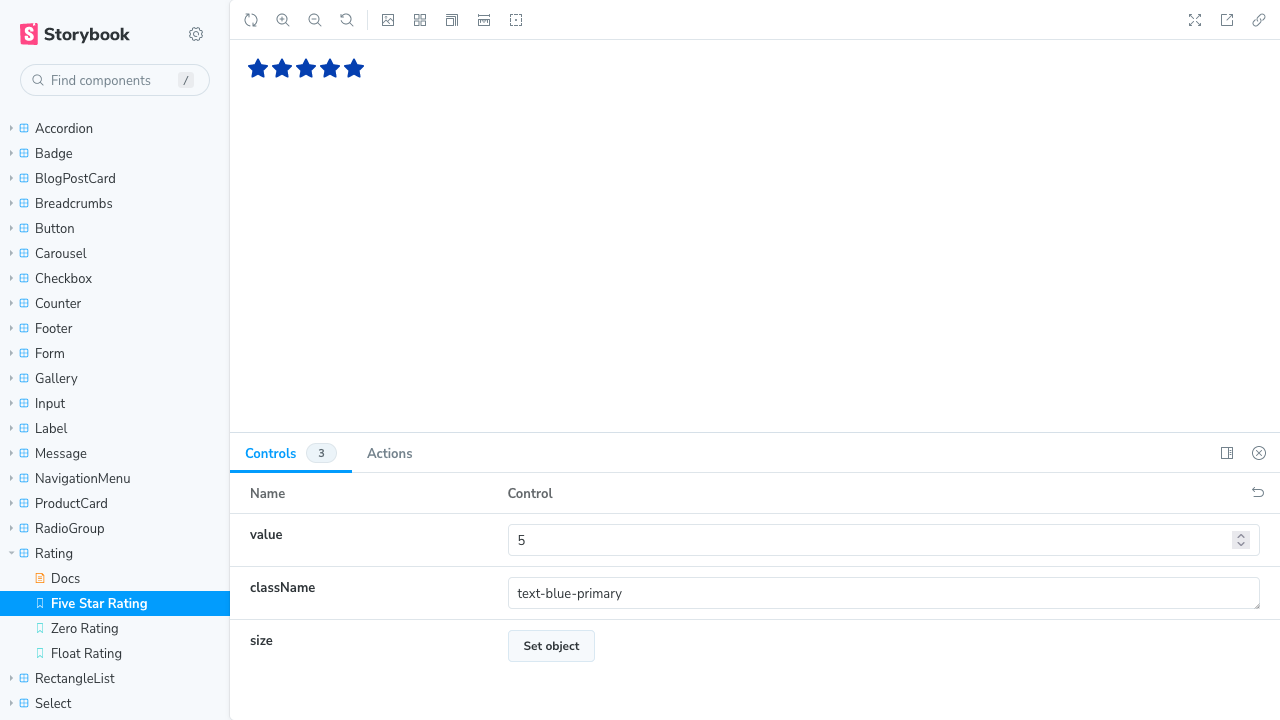 Storybook
Find components
/
Accordion
Badge
BlogPostCard
Breadcrumbs
Button
Carousel
Checkbox
Counter
Footer
Form
Gallery
Input
Label
Message
NavigationMenu
ProductCard
RadioGroup
Rating
Docs
Five Star Rating
Zero Rating
Float Rating
RectangleList
Select
Controls 3 Actions
Name Control
value 5
className text-blue-primary
size Set object